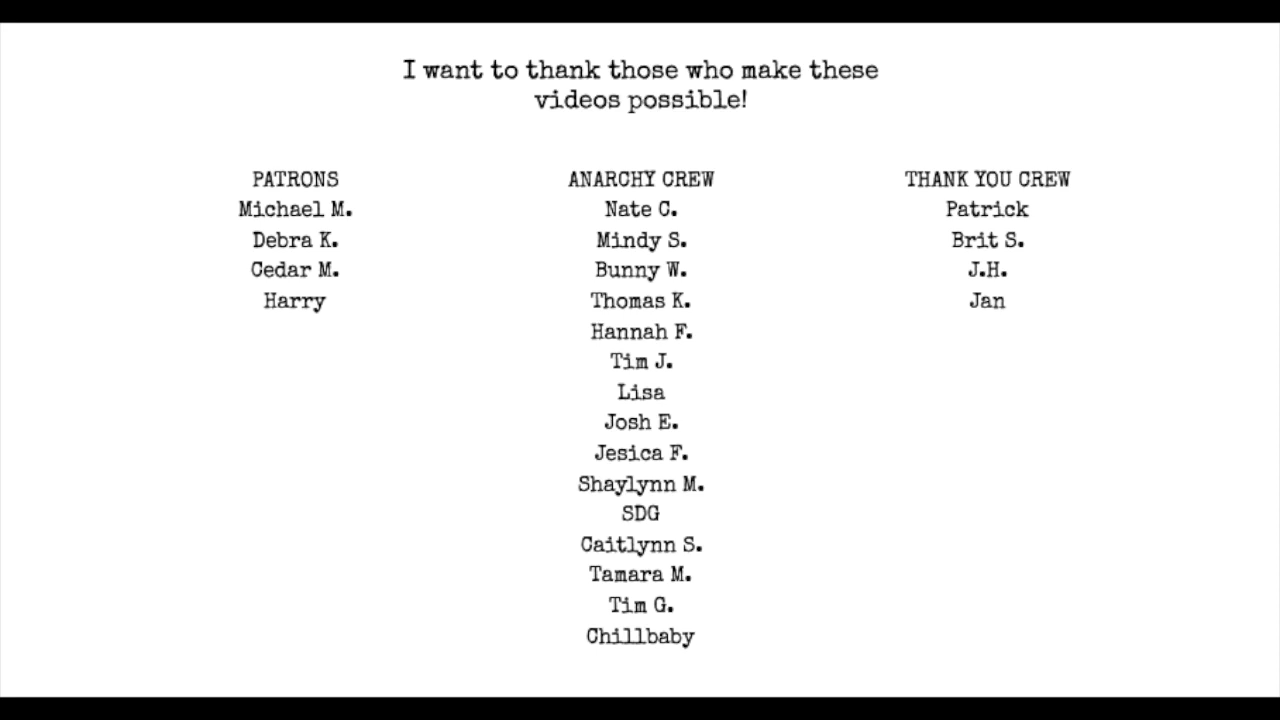 I want to thank those who make these
videos possible!
PATRONS
Michael M.
Debra K.
Cedar M.
Harry
ANARCHY CREW
Nate C.
Mindy S.
Bunny W.
Thomas K.
Hannah F.
Tim J.
Lisa
Josh E.
Jesica F.
Shaylynn M.
SDG
Caitlynn S.
Tamara M.
Tim G.
Chillbaby
THANK YOU CREW
Patrick
Brit S.
J.H.
Jan